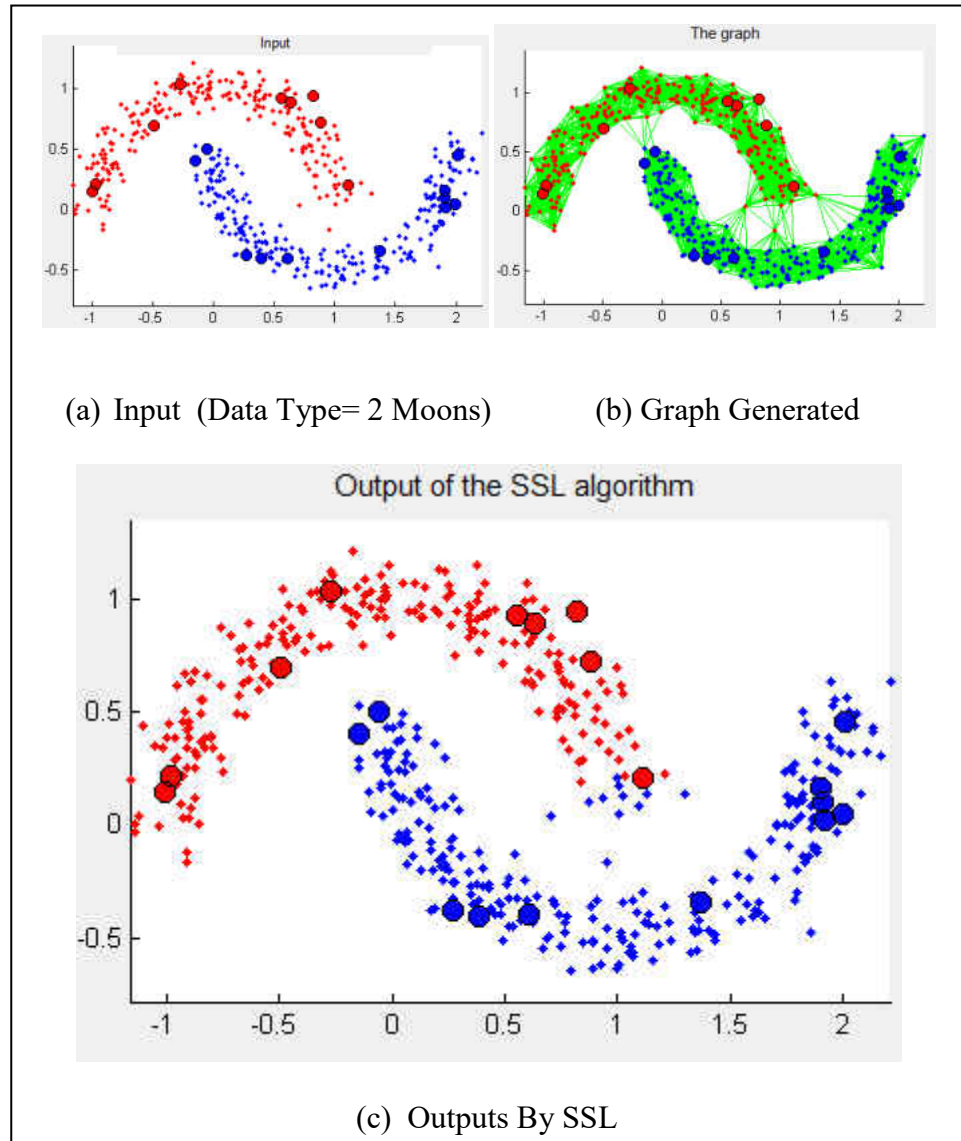 Input
1
0.5
0
-0.5
-1 -0.5 0 0.5 1 1.5 2
The graph
1
0.5
0
-0.5
-1 -0.5 0 0.5 1 1.5 2
(a) Input (Data Type= 2 Moons)
(b) Graph Generated
Output of the SSL algorithm
1
0.5
0
-0.5
-1 -0.5 0 0.5 1 1.5 2
(c) Outputs By SSL